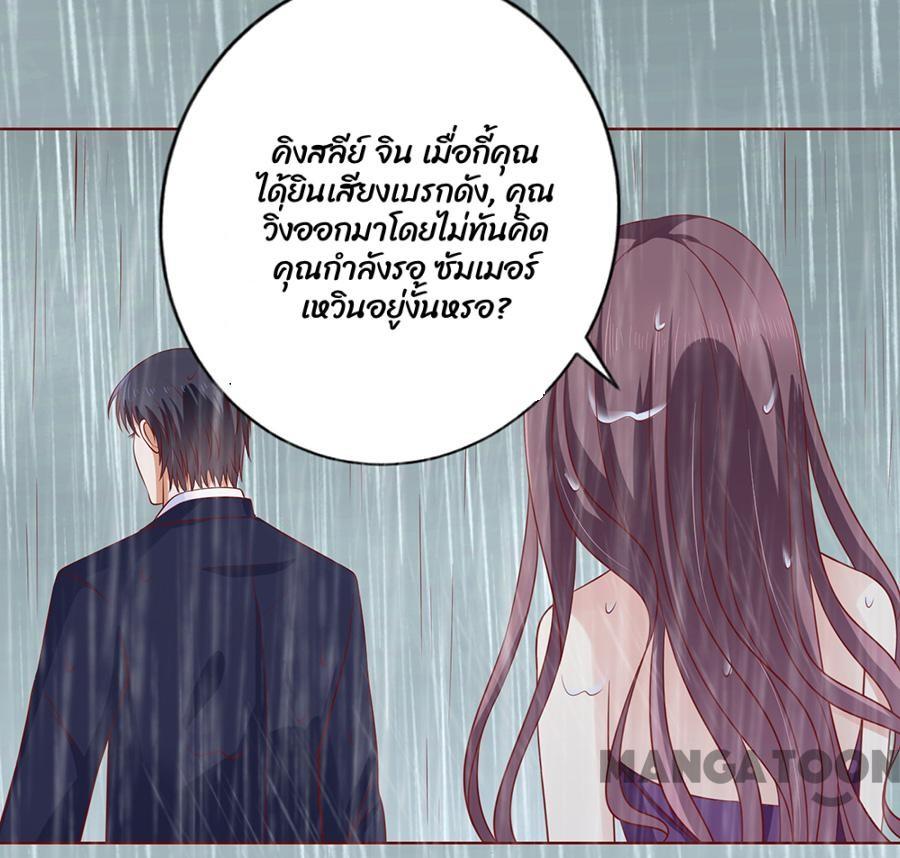 คิงสลีย์ จิน เมื่อกี้คุณ
ได้ยินเสียงเบรกดัง, คุณ
วิ่งออกมาโดยไม่ทันคิด
คุณกำลังรอ ซัมเมอร์
เหวินอยู่งั้นหรอ?
MANGATOON